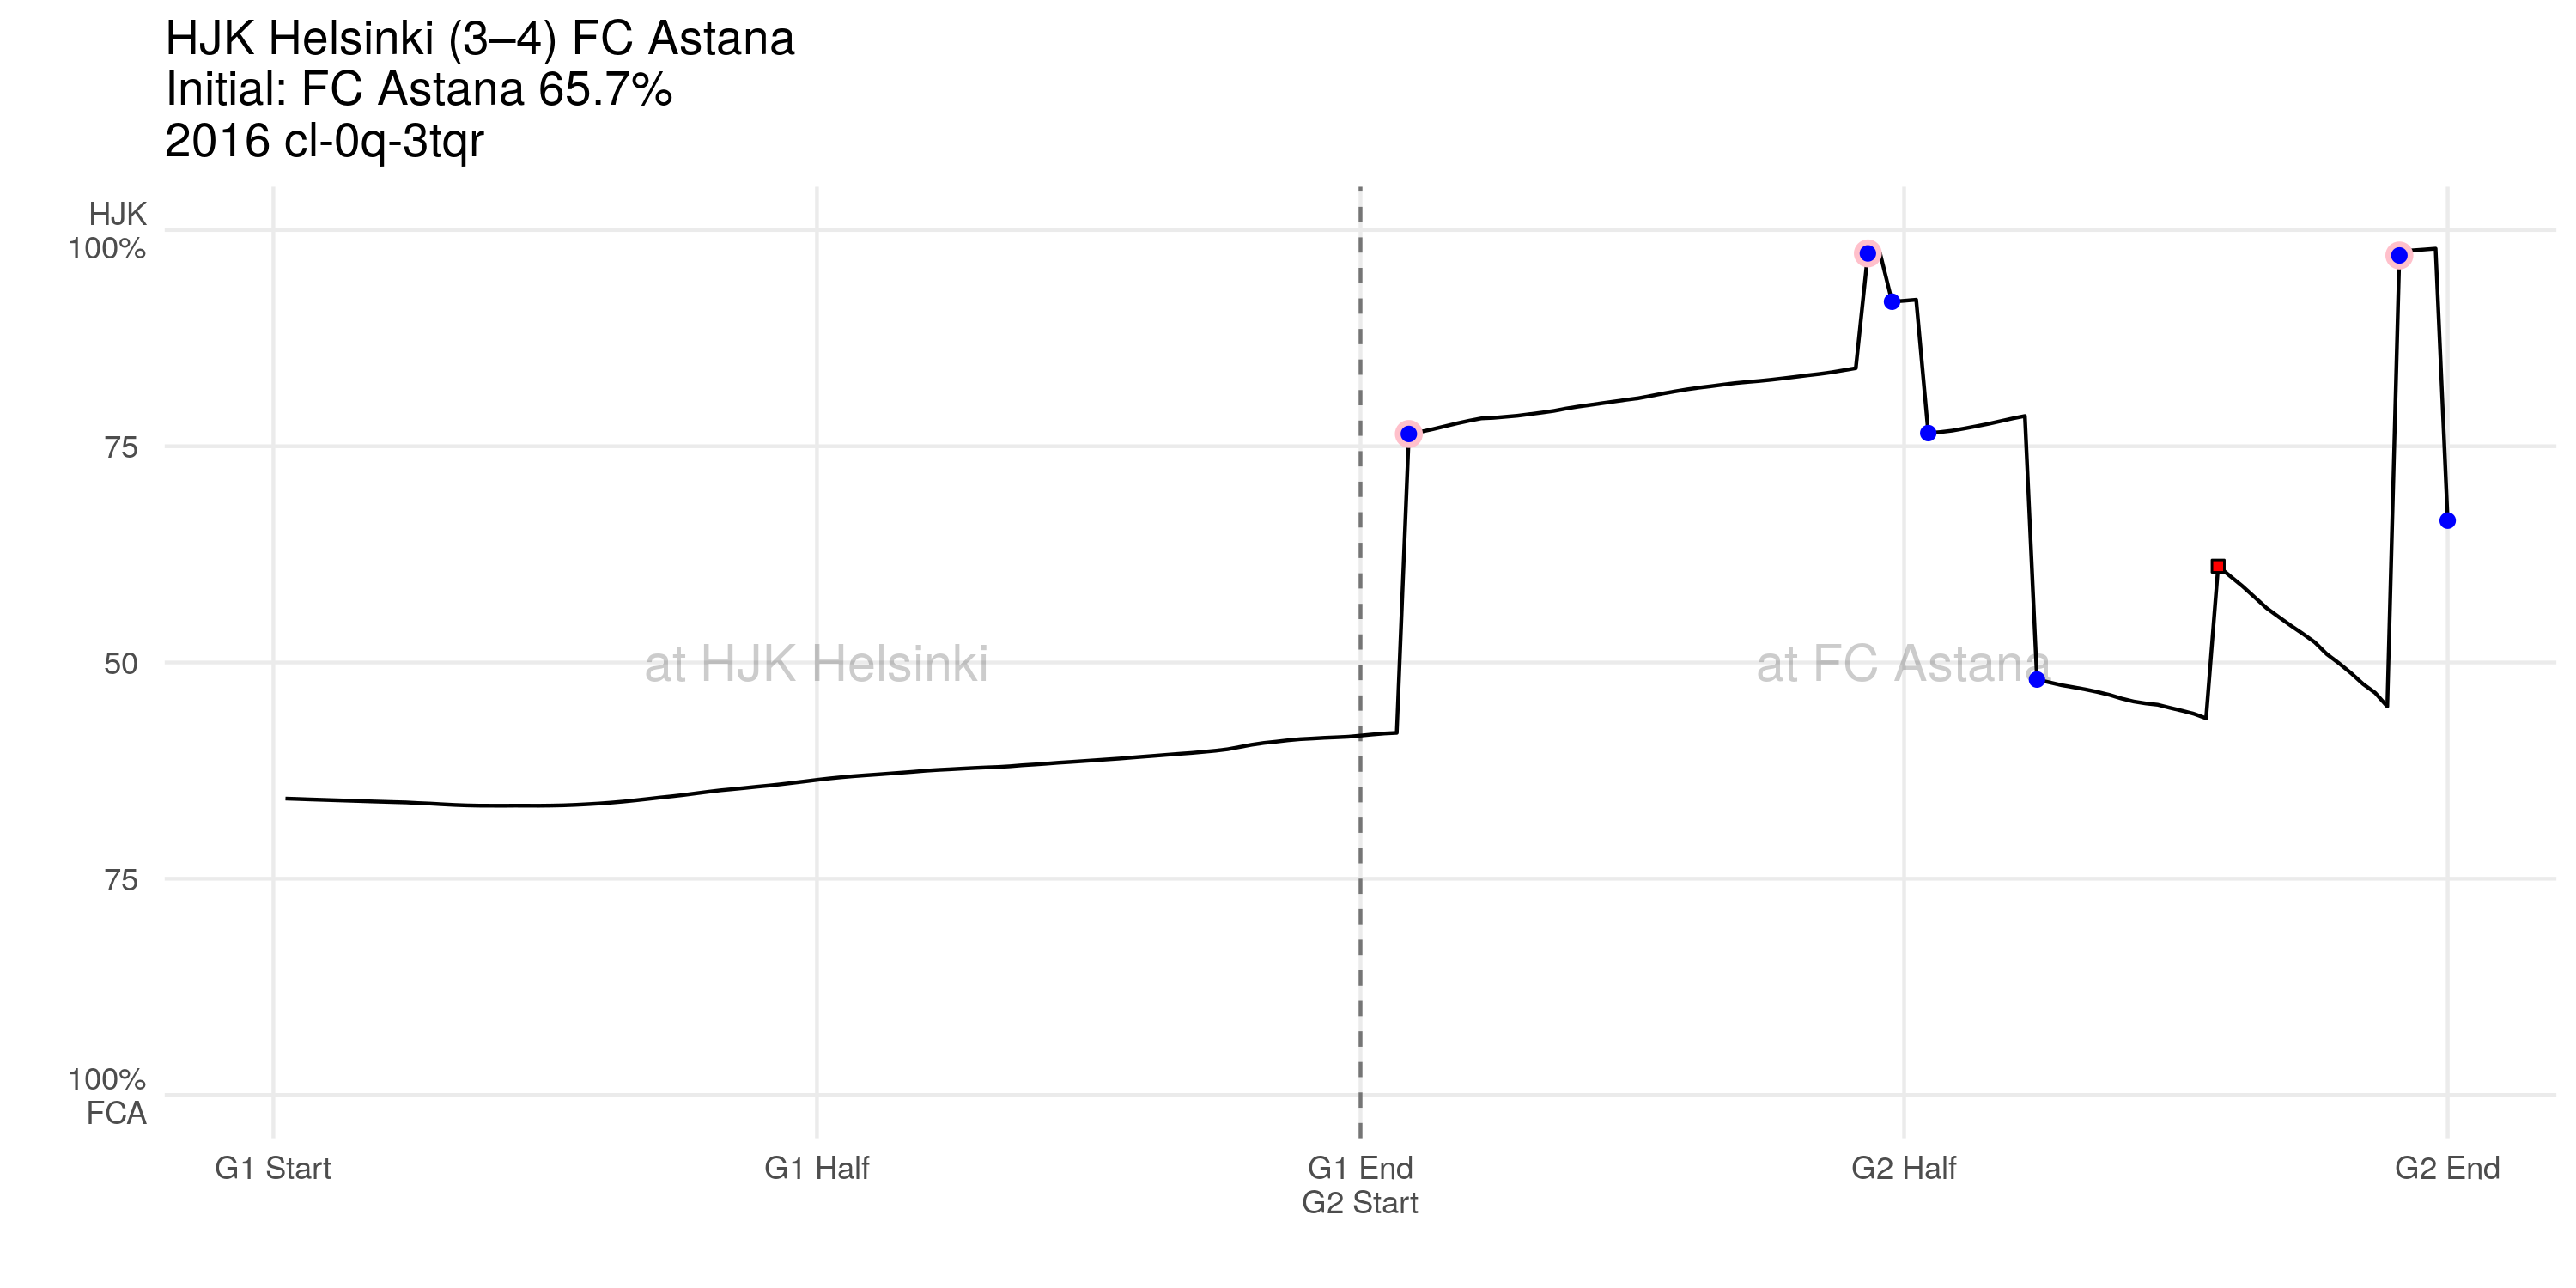 HJK Helsinki (3–4) FC Astana
Initial: FC Astana 65.7%
2016 cl-0q-3tqr
HJK
100%
75
50
75
100%
FCA
at HJK Helsinki
at FC Astana
G1 Start
G1 Half
G1 End
G2 Start
G2 Half
G2 End